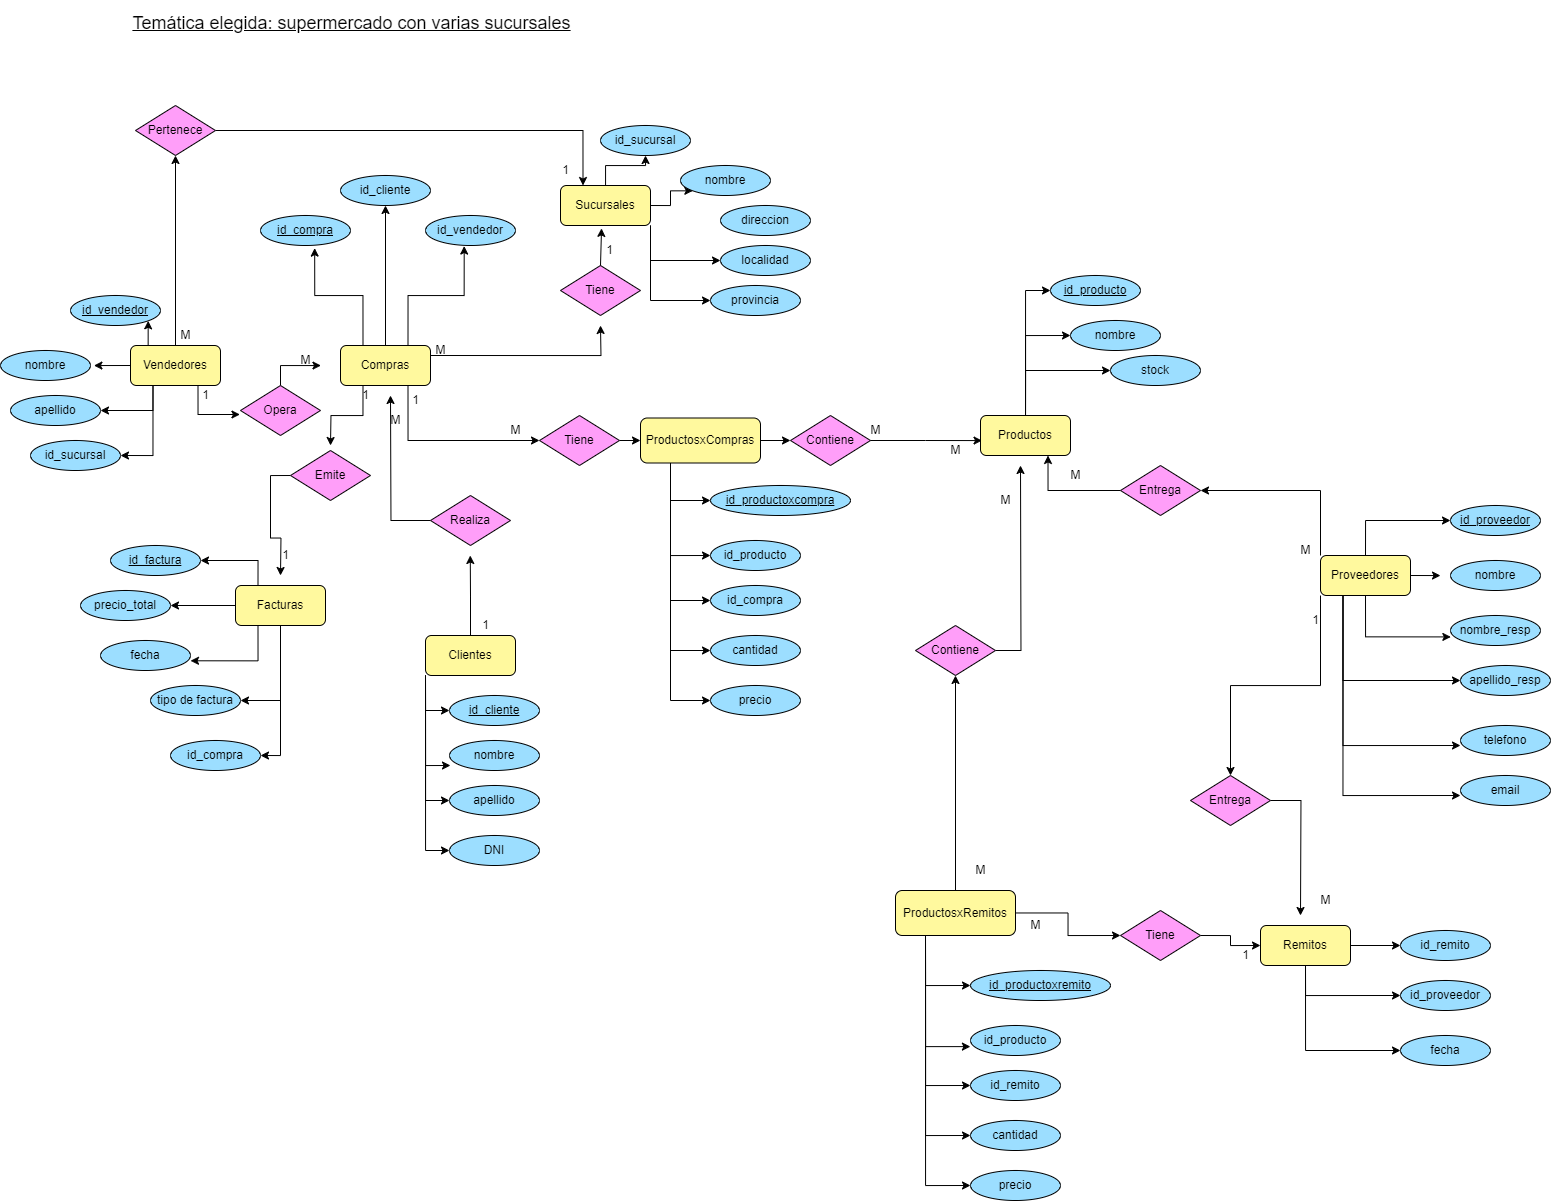 Temática elegida: supermercado con varias sucursales
Pertenece
1
id_sucursal
nombre
Sucursales
direccion
localidad
provincia
1
Tiene
id_cliente
id_compra
id_vendedor
id_vendedor
M
nombre
Vendedores
apellido
id_sucursal
1
Opera
M
Compras
M
1
M
1
Emite
1
Realiza
1
id_factura
precio_total
Facturas
fecha
tipo de factura
id_compra
Clientes
id_cliente
nombre
apellido
DNI
M
Tiene
ProductosxCompras
Contiene
M
M
id_productoxcompra
id_producto
id_compra
cantidad
precio
id_producto
nombre
stock
Productos
M
M
Entrega
M
id_proveedor
Proveedores
nombre
nombre_resp
apellido_resp
telefono
email
1
Contiene
Entrega
M
M
ProductosxRemitos
M
Tiene
1
Remitos
id_remito
id_proveedor
fecha
id_productoxremito
id_producto
id_remito
cantidad
precio